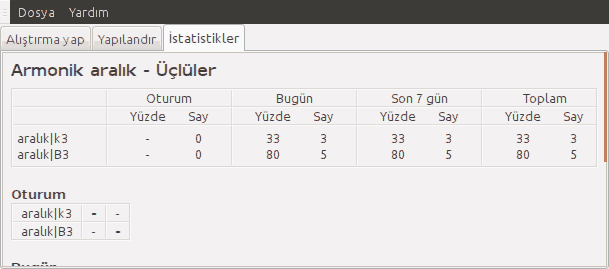 Dosya Yardım
Alıştırma yap Yapılandır İstatistikler
Armonik aralık - Üçlüler
Oturum Bugün Son 7 gün Toplam
Yüzde Say Yüzde Say Yüzde Say Yüzde Say
aralık|k3 - 0 33 3 33 3 33 3
aralık|B3 - 0 80 5 80 5 80 5
Oturum
aralık|k3 - -
aralık|B3 - -
Bugün